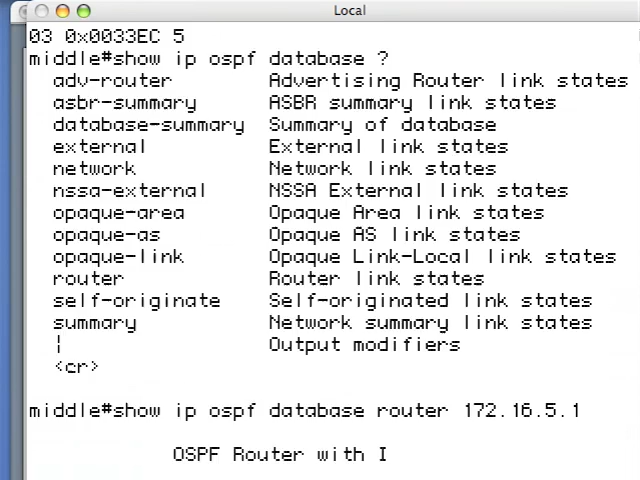 Local
03 0x0033EC 5
middle#show ip ospf database ?
adv-router Advertising Router link states
asbr-summary ASBR summary link states
database-summary Summary of database
external External link states
network Network link states
nssa-external NSSA External link states
opaque-area Opaque Area link states
opaque-as Opaque AS link states
opaque-link Opaque Link-Local link states
router Router link states
self-originate Self-originated link states
summary Network summary link states
| Output modifiers
<cr>
middle#show ip ospf database router 172.16.5.1
OSPF Router with I